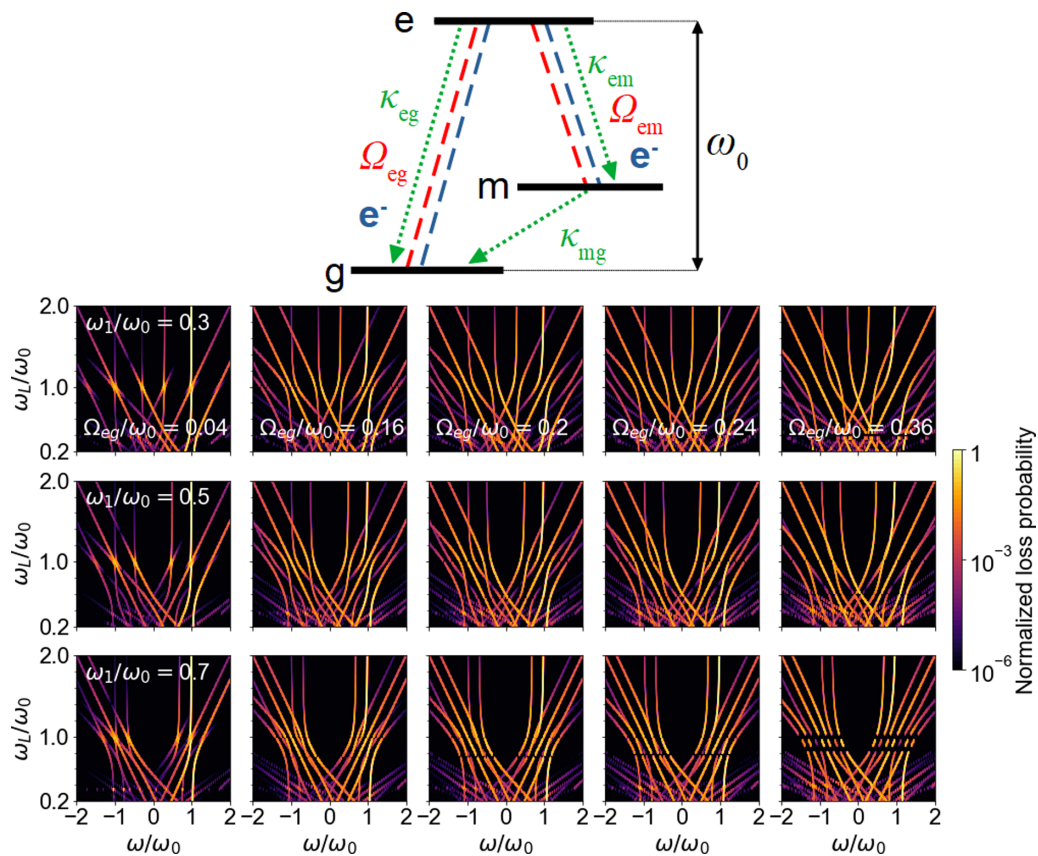 e
κeg
Ωeg
e-
κem
Ωem
e-
ω0
m
κmg
g
2.0
1.0
0.2
ωL/ω0
ω1/ω0 = 0.3
Ωeg/ω0 = 0.04
Ωeg/ω0 = 0.16
Ωeg/ω0 = 0.2
Ωeg/ω0 = 0.24
Ωeg/ω0 = 0.36
2.0
1.0
0.2
ωL/ω0
ω1/ω0 = 0.5
2.0
1.0
0.2
ωL/ω0
ω1/ω0 = 0.7
1
10−3
10−6
Normalized loss probability
−2 −1 0 1 2
−2 −1 0 1 2
−2 −1 0 1 2
−2 −1 0 1 2
−2 −1 0 1 2
ω/ω0
ω/ω0
ω/ω0
ω/ω0
ω/ω0